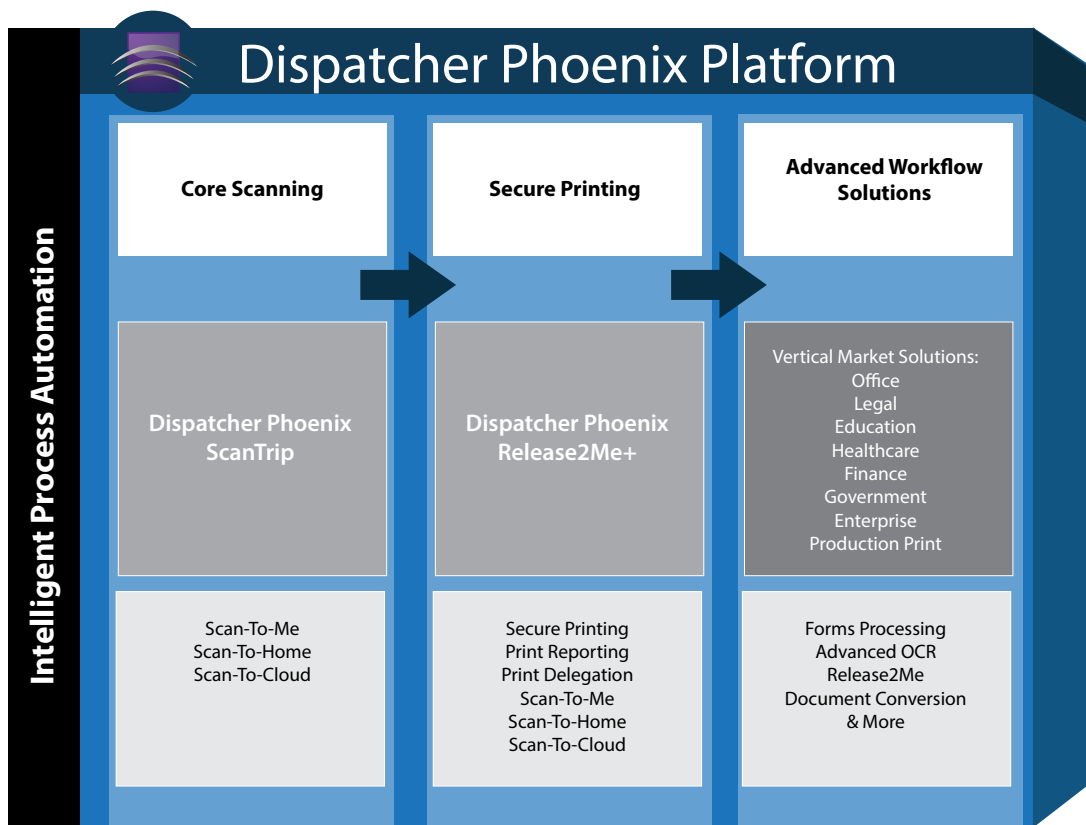 Dispatcher Phoenix Platform
Intelligent Process Automation
Core Scanning
Dispatcher Phoenix
ScanTrip
Scan-To-Me
Scan-To-Home
Scan-To-Cloud
Secure Printing
Dispatcher Phoenix
Release2Me+
Secure Printing
Print Reporting
Print Delegation
Scan-To-Me
Scan-To-Home
Scan-To-Cloud
Advanced Workflow
Solutions
Vertical Market Solutions:
Office
Legal
Education
Healthcare
Finance
Government
Enterprise
Production Print
Forms Processing
Advanced OCR
Release2Me
Document Conversion
& More